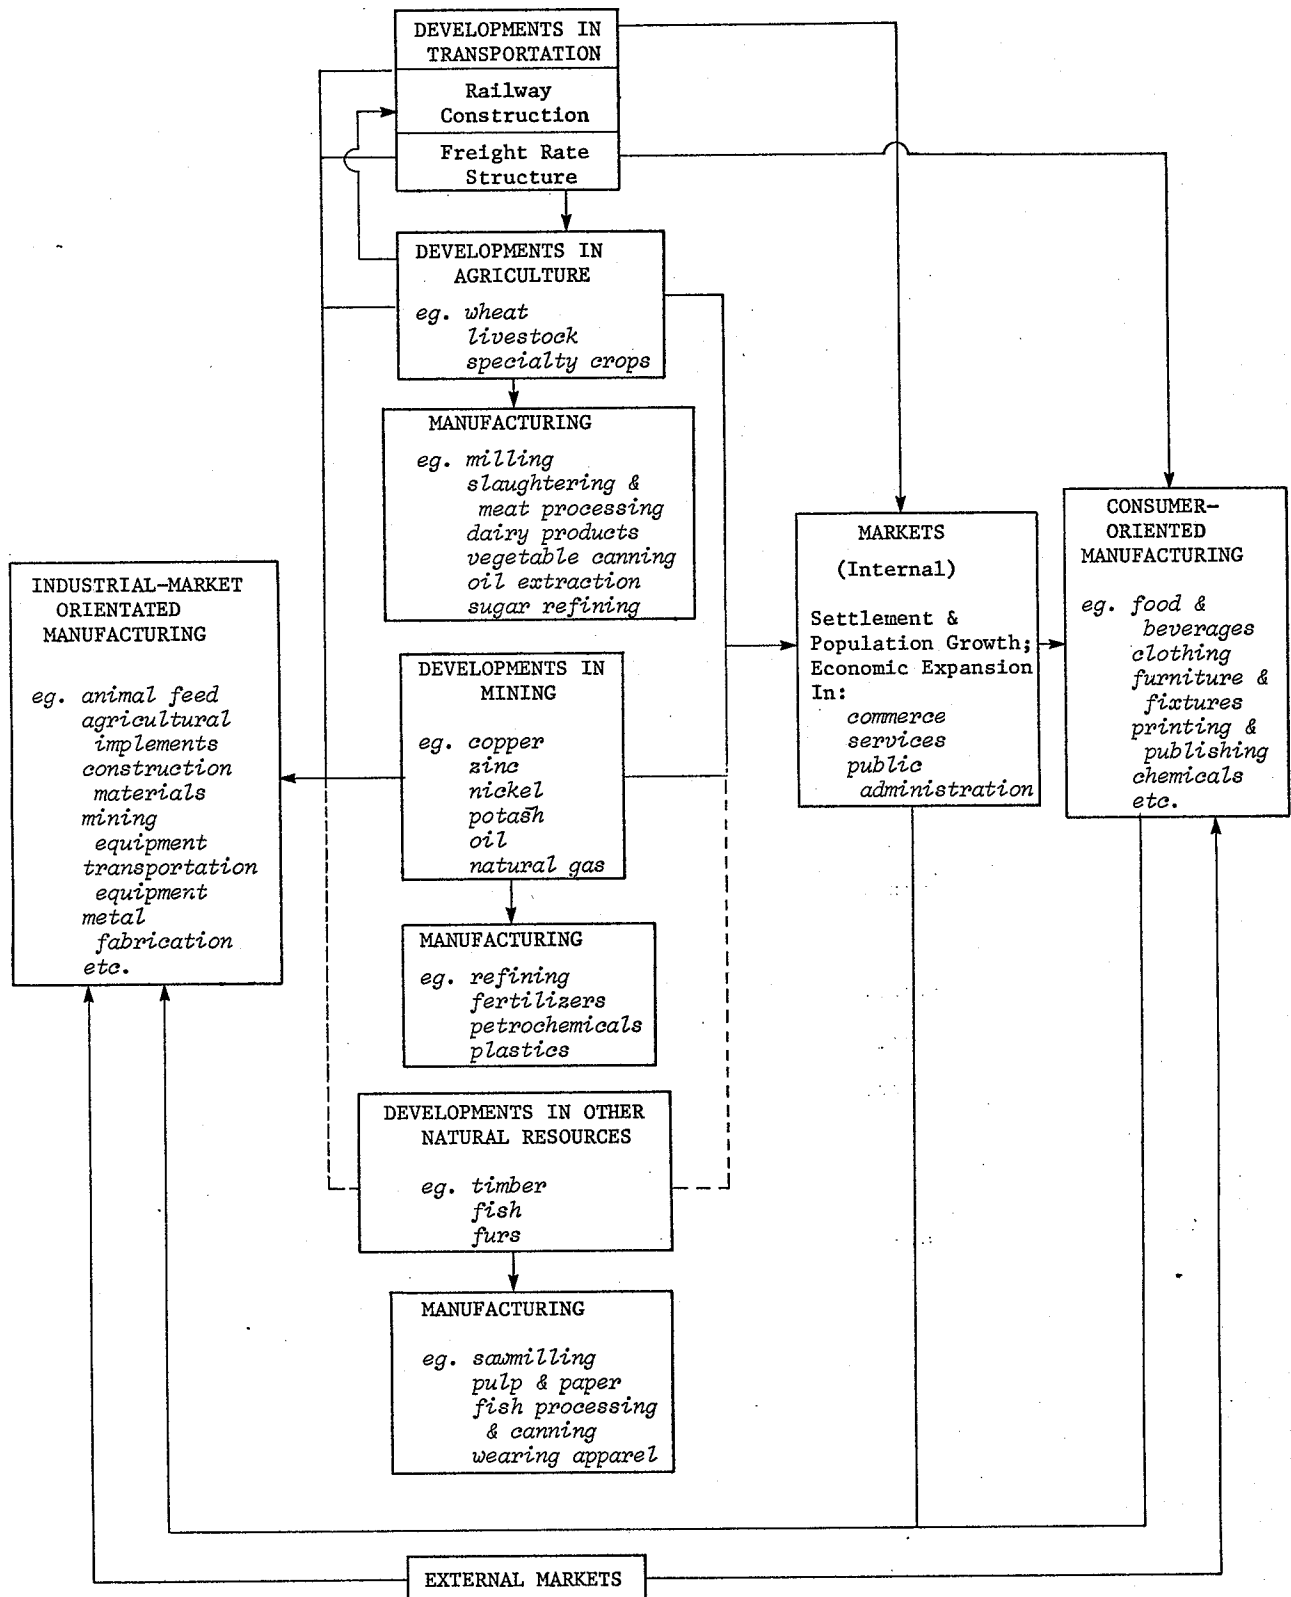 DEVELOPMENTS IN
TRANSPORTATION
Railway
Construction
Freight Rate
Structure
DEVELOPMENTS IN
AGRICULTURE
eg. wheat
livestock
specialty crops
MANUFACTURING
eg. milling
slaughtering &
meat processing
dairy products
vegetable canning
oil extraction
sugar refining
INDUSTRIAL-MARKET
ORIENTATED
MANUFACTURING
eg. animal feed
agricultural
implements
construction
materials
mining
equipment
transportation
equipment
metal
fabrication
etc.
DEVELOPMENTS IN
MINING
eg. copper
zinc
nickel
potash
oil
natural gas
MANUFACTURING
eg. refining
fertilizers
petrochemicals
plastics
DEVELOPMENTS IN OTHER
NATURAL RESOURCES
eg. timber
fish
furs
MANUFACTURING
eg. sawmilling
pulp & paper
fish processing
& canning
wearing apparel
MARKETS
(Internal)
Settlement &
Population Growth;
Economic Expansion
In:
commerce
services
public
administration
CONSUMER-
ORIENTED
MANUFACTURING
eg. food &
beverages
clothing
furniture &
fixtures
printing &
publishing
chemicals
etc.
EXTERNAL MARKETS